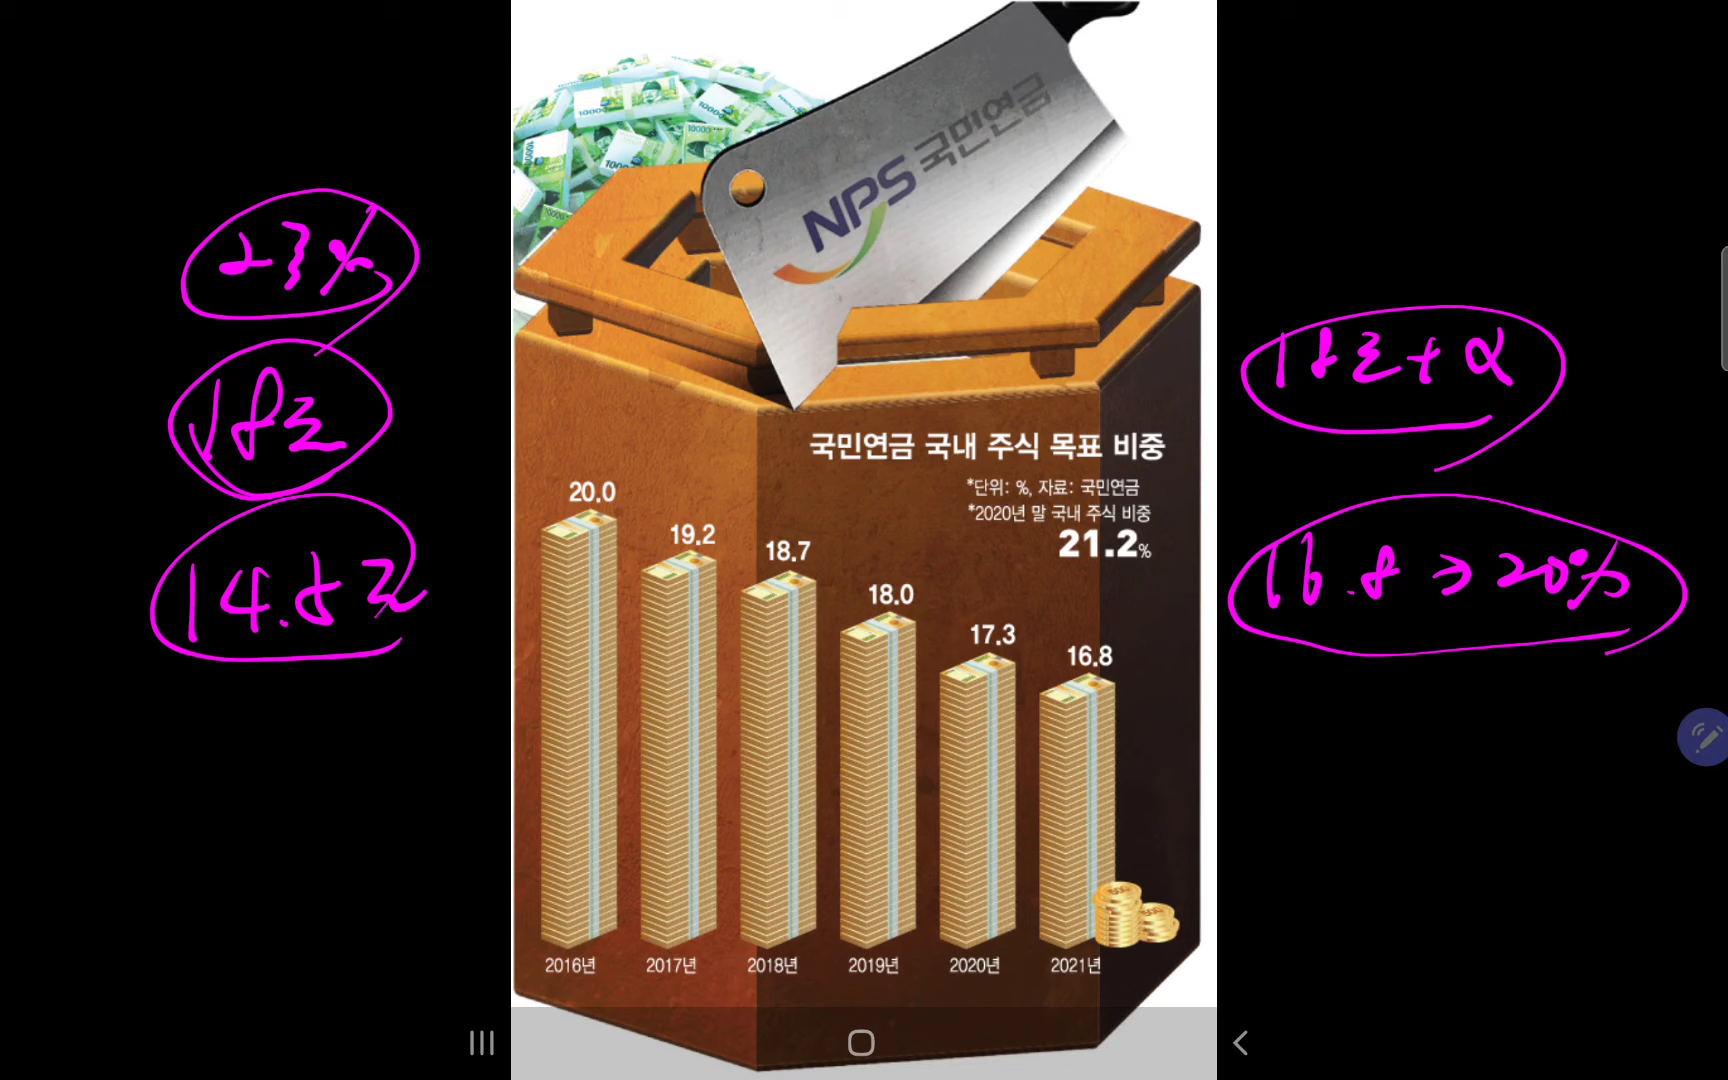 23%
18조
14.8조
NPS 국민연금
국민연금 국내 주식 목표 비중
*단위: %, 자료: 국민연금
*2020년 말 국내 주식 비중
21.2%
20.0
19.2
18.7
18.0
17.3
16.8
2016년
2017년
2018년
2019년
2020년
2021년
18조+α
16.8→20%